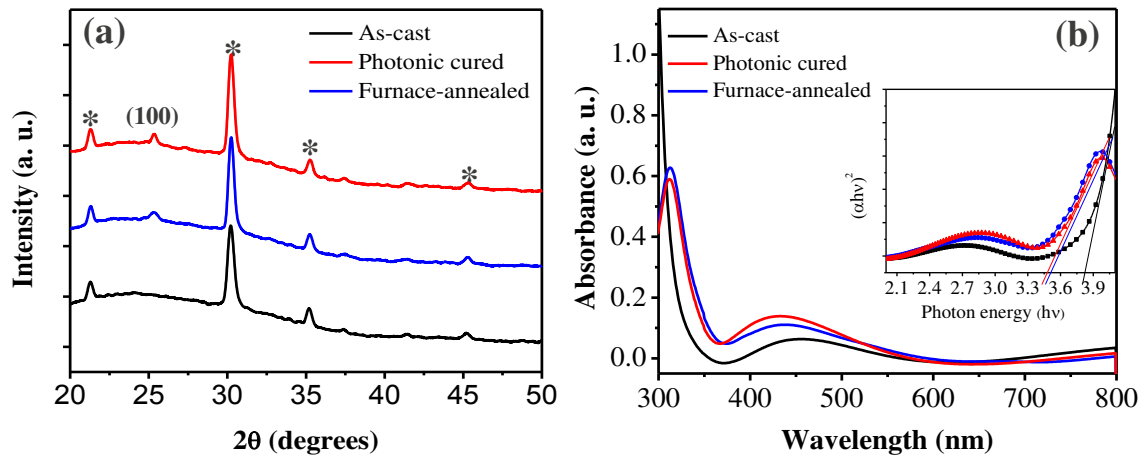 (a)
As-cast
Photonic cured
Furnace-annealed
*
(100)
*
*
*
Intensity (a. u.)
20 25 30 35 40 45 50
2θ (degrees)
(b)
As-cast
Photonic cured
Furnace-annealed
Absorbance (a. u.)
1.0
0.8
0.6
0.4
0.2
0.0
300 400 500 600 700 800
Wavelength (nm)
(αhν)2
2.1 2.4 2.7 3.0 3.3 3.6 3.9
Photon energy (hν)